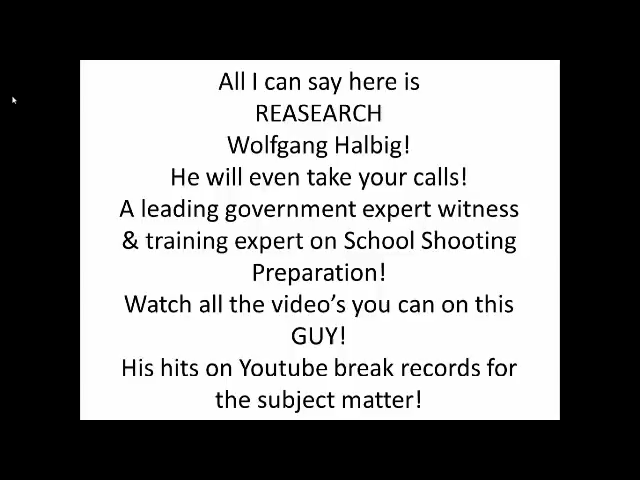 All I can say here is
REASEARCH
Wolfgang Halbig!
He will even take your calls!
A leading government expert witness
& training expert on School Shooting
Preparation!
Watch all the video’s you can on this
GUY!
His hits on Youtube break records for
the subject matter!